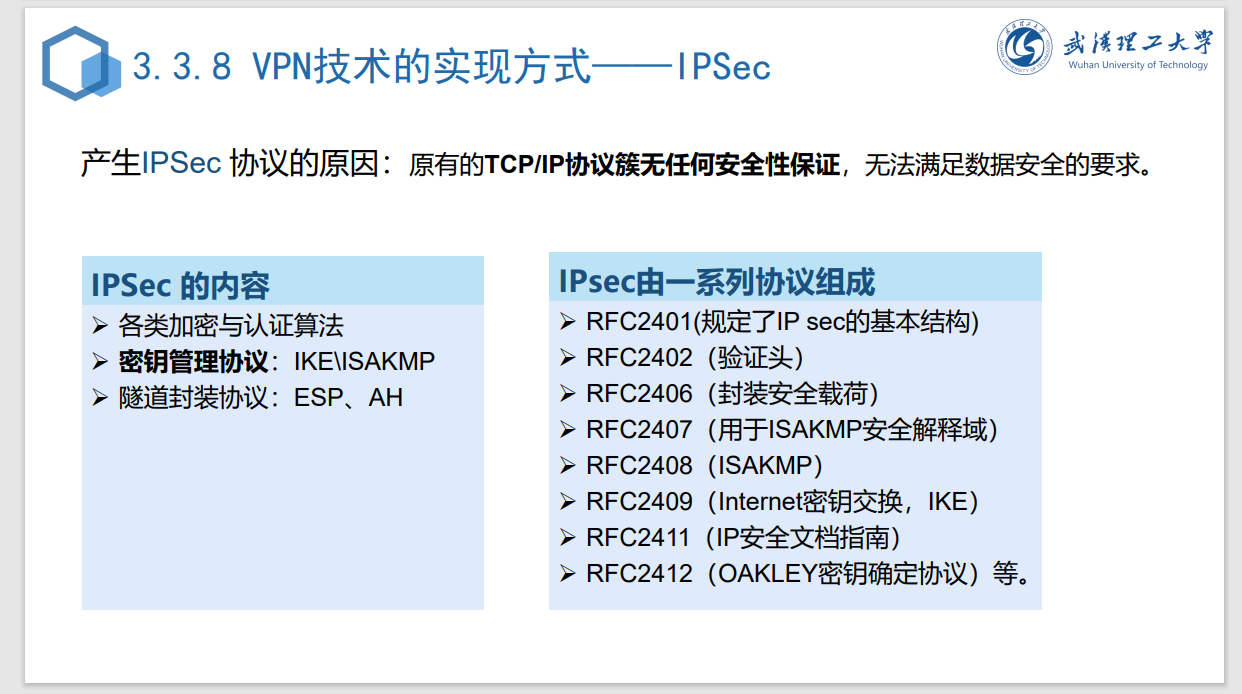 3.3.8 VPN技术的实现方式——IPSec
武汉理工大学
Wuhan University of Technology
产生IPSec 协议的原因：原有的TCP/IP协议簇无任何安全性保证，无法满足数据安全的要求。
IPSec 的内容
➢ 各类加密与认证算法
➢ 密钥管理协议：IKE\ISAKMP
➢ 隧道封装协议：ESP、AH
IPsec由一系列协议组成
➢ RFC2401(规定了IP sec的基本结构)
➢ RFC2402（验证头）
➢ RFC2406（封装安全载荷）
➢ RFC2407（用于ISAKMP安全解释域）
➢ RFC2408（ISAKMP）
➢ RFC2409（Internet密钥交换，IKE）
➢ RFC2411（IP安全文档指南）
➢ RFC2412（OAKLEY密钥确定协议）等。